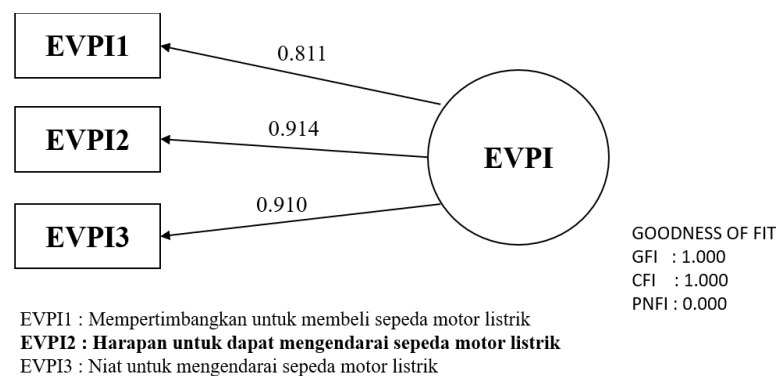 EVPI1
0.811
EVPI2
0.914
EVPI
EVPI3
0.910
GOODNESS OF FIT
GFI : 1.000
CFI : 1.000
PNFI : 0.000
EVPI1 : Mempertimbangkan untuk membeli sepeda motor listrik
EVPI2 : Harapan untuk dapat mengendarai sepeda motor listrik
EVPI3 : Niat untuk mengendarai sepeda motor listrik